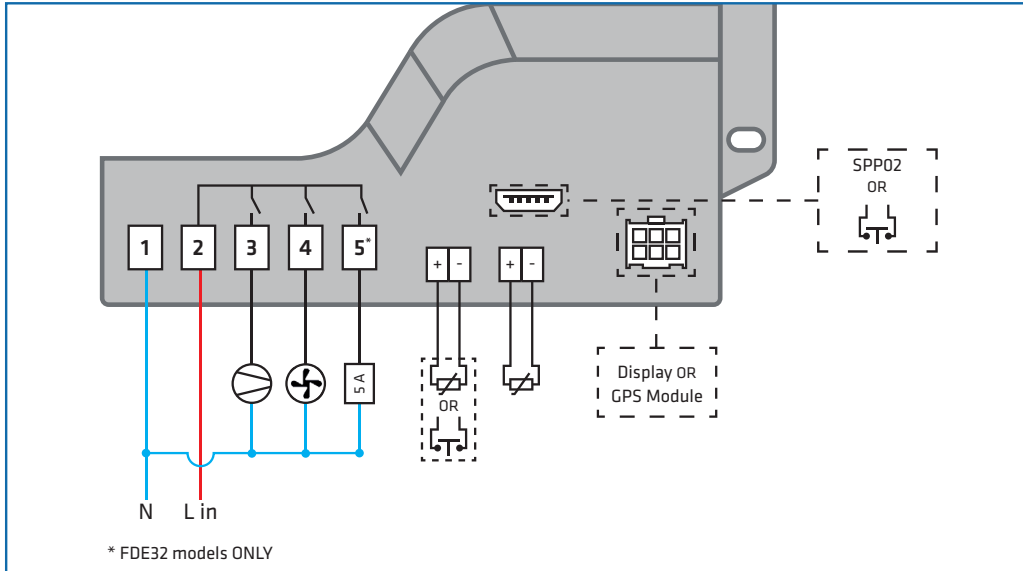 SPP02
OR
1 2 3 4 5*
+ - + -
Display OR
GPS Module
5 A
OR
N L in
* FDE32 models ONLY